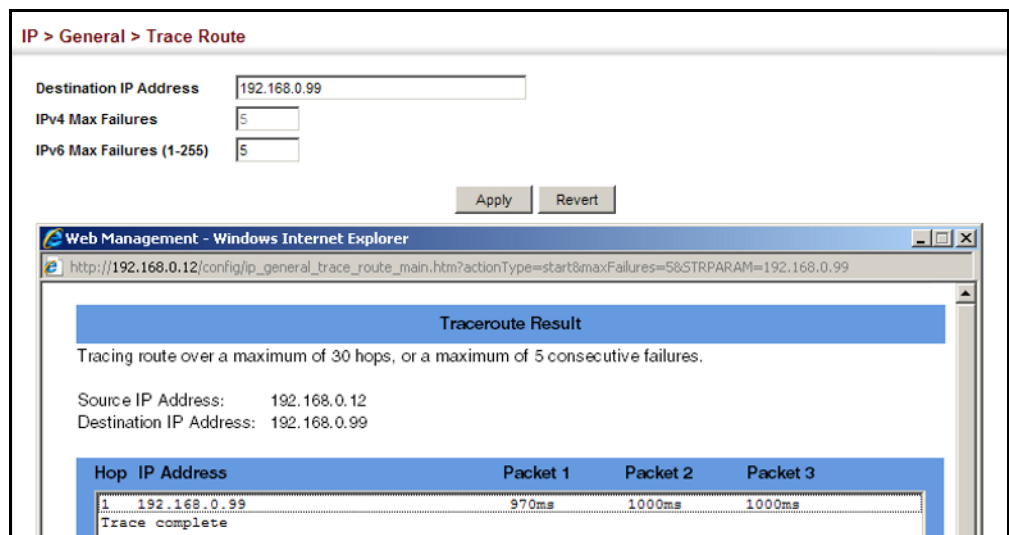 IP > General > Trace Route
Destination IP Address 192.168.0.99
IPv4 Max Failures 5
IPv6 Max Failures (1-255) 5
Apply Revert
Web Management - Windows Internet Explorer
http://192.168.0.12/config/ip_general_trace_route_main.htm?actionType=start&maxFailures=5&STRPARAM=192.168.0.99
Traceroute Result
Tracing route over a maximum of 30 hops, or a maximum of 5 consecutive failures.
Source IP Address: 192.168.0.12
Destination IP Address: 192.168.0.99
Hop IP Address Packet 1 Packet 2 Packet 3
1 192.168.0.99 970ms 1000ms 1000ms
Trace complete